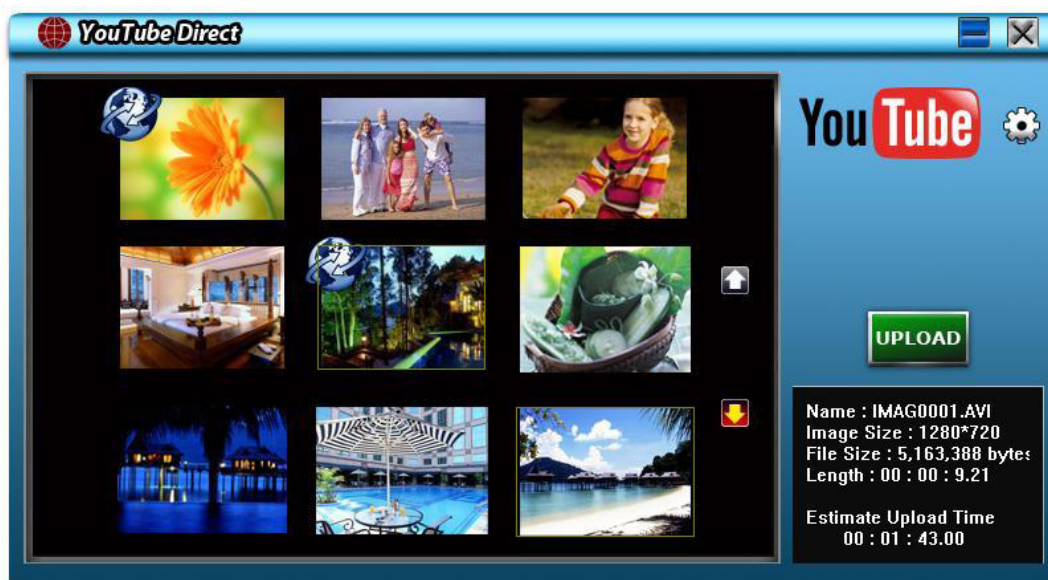 YouTube Direct
YouTube
UPLOAD
Name : IMAG0001.AVI
Image Size : 1280*720
File Size : 5,163,388 bytes
Length : 00 : 00 : 9.21
Estimate Upload Time
00 : 01 : 43.00